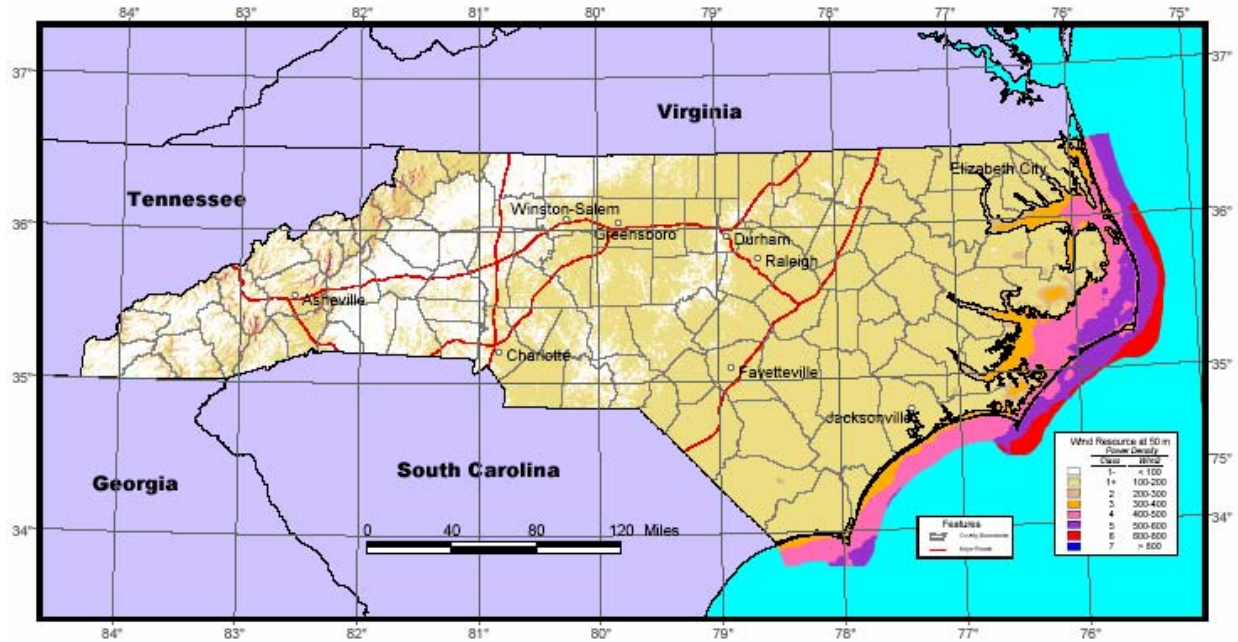 84° 83° 82° 81° 80° 79° 78° 77° 76° 75°
37° 37°
Virginia
Tennessee
Elizabeth City
36° 36°
Winston-Salem
Greensboro
Durham
Raleigh
Asheville
Charlotte
Fayetteville
35° 35°
Jacksonville
South Carolina
Georgia
75°
34° 34°
0 40 80 120 Miles
Wind Resource at 50 m
Power Density
Class W/m2
1- < 100
1+ 100-200
2 200-300
3 300-400
4 400-500
5 500-600
6 600-800
7 > 800
Features
County Boundaries
Major Roads
84° 83° 82° 81° 80° 79° 78° 77° 76°